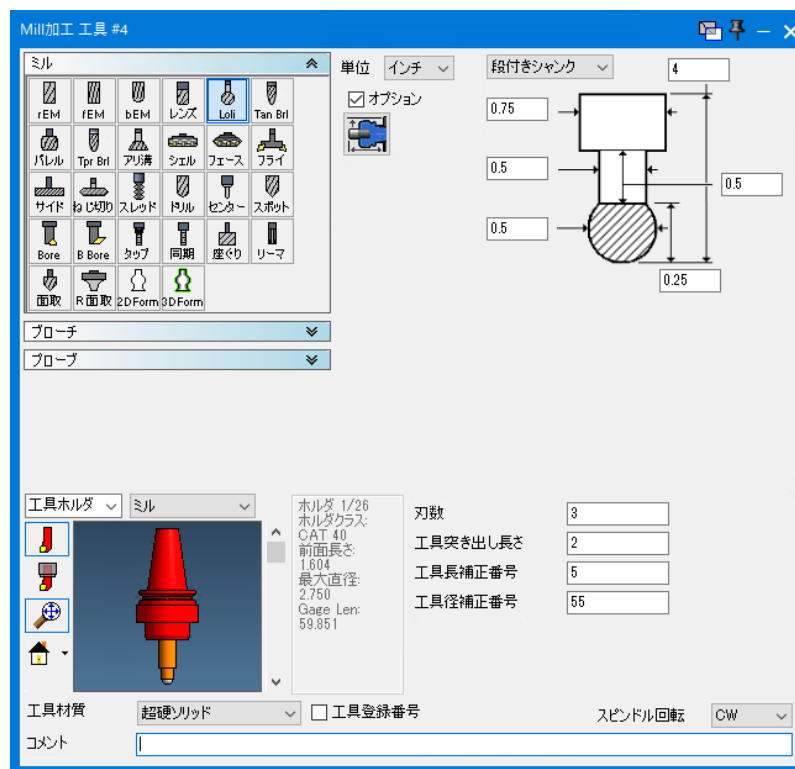 Mill加工 工具 #4
ミル
単位 インチ
段付きシャンク
4
オプション
rEM fEM bEM レンズ Loli Tan Brl
バレル Tpr Brl アリ溝 シェル フェース フライ
サイド ねじ切り スレッド ドリル センター スポット
Bore B Bore タップ 同期 座ぐり リーマ
面取 R面取 2DForm 3DForm
0.75
0.5
0.5
0.5
0.25
ブローチ
プローブ
工具ホルダ
ミル
ホルダ 1/26
ホルダクラス:
CAT 40
前面長さ:
1.604
最大直径:
2.750
Gage Len:
59.851
刃数 3
工具突き出し長さ 2
工具長補正番号 5
工具径補正番号 55
工具材質 超硬ソリッド 工具登録番号 スピンドル回転 CW
コメント